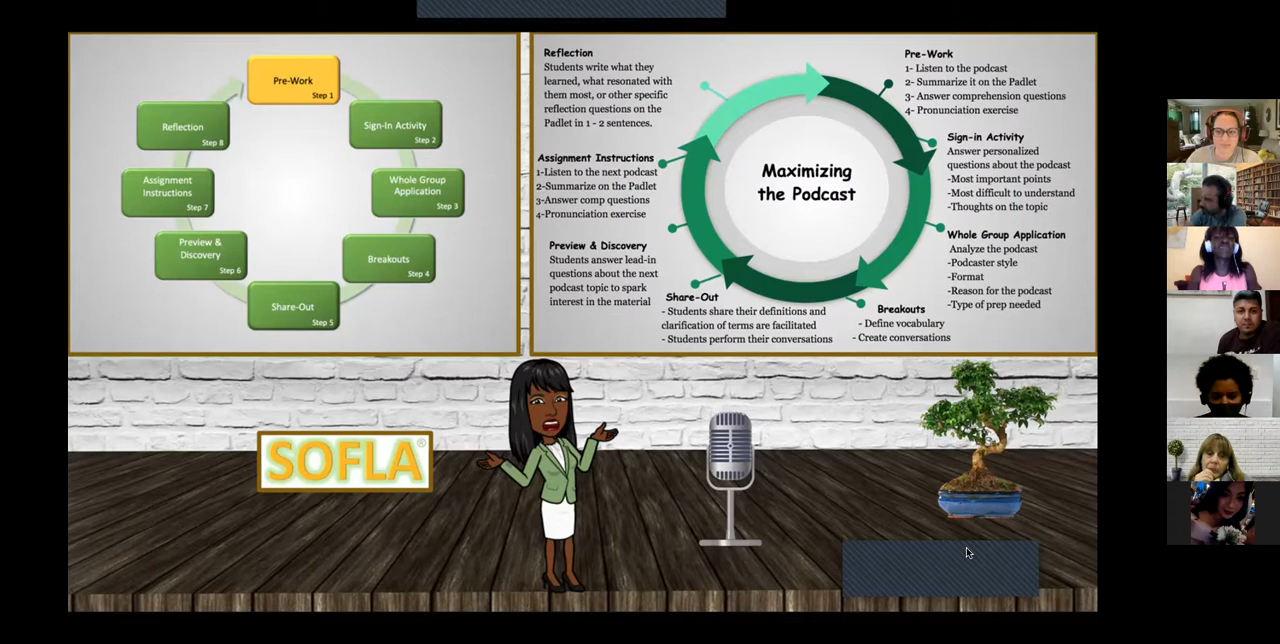 Pre-Work
Step 1
Sign-In Activity
Step 2
Whole Group
Application
Step 3
Breakouts
Step 4
Share-Out
Step 5
Preview &
Discovery
Step 6
Assignment
Instructions
Step 7
Reflection
Step 8
Maximizing
the Podcast
Pre-Work
1- Listen to the podcast
2- Summarize it on the Padlet
3- Answer comprehension questions
4- Pronunciation exercise
Sign-in Activity
Answer personalized
questions about the podcast
-Most important points
-Most difficult to understand
-Thoughts on the topic
Whole Group Application
Analyze the podcast
-Podcaster style
-Format
-Reason for the podcast
-Type of prep needed
Breakouts
- Define vocabulary
- Create conversations
Share-Out
- Students share their definitions and
clarification of terms are facilitated
- Students perform their conversations
Preview & Discovery
Students answer lead-in
questions about the next
podcast topic to spark
interest in the material
Assignment Instructions
1-Listen to the next podcast
2-Summarize on the Padlet
3-Answer comp questions
4-Pronunciation exercise
Reflection
Students write what they
learned, what resonated with
them most, or other specific
reflection questions on the
Padlet in 1 - 2 sentences.
SOFLA®